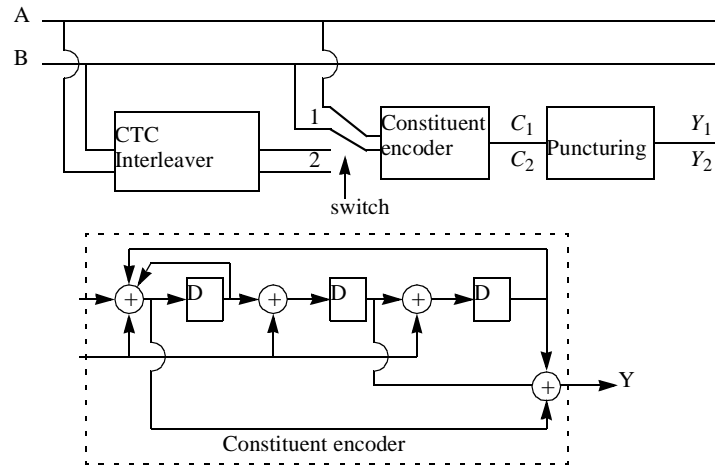 A
B
CTC
Interleaver
1
2
switch
Constituent
encoder
C1
C2
Puncturing
Y1
Y2
+
D
+
D
+
D
+
Y
Constituent encoder